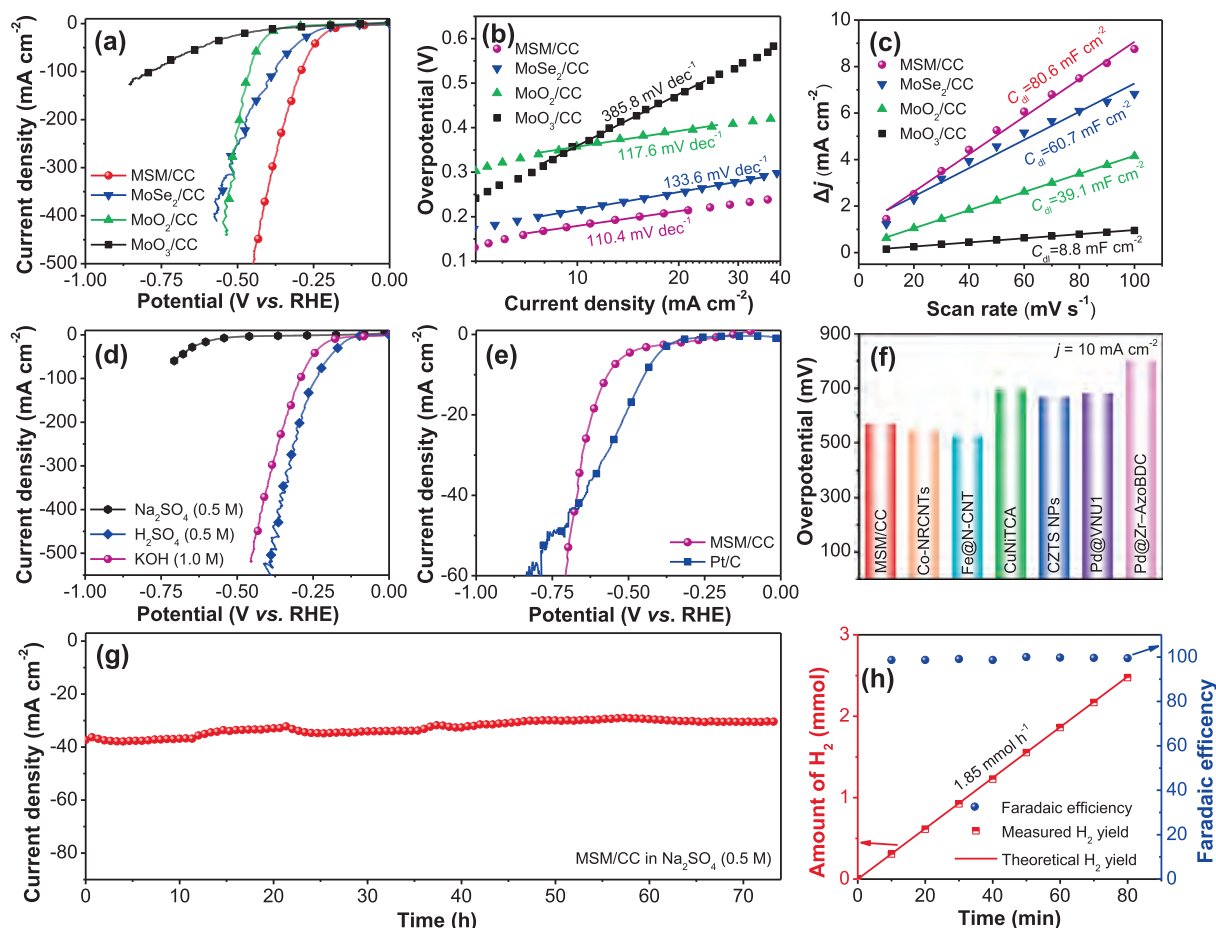 (a)
Current density (mA cm⁻²)
0
-100
-200
-300
-400
-500
MSM/CC
MoSe₂/CC
MoO₂/CC
MoO₃/CC
-1.00
-0.75
-0.50
-0.25
0.00
Potential (V vs. RHE)
(b)
Overpotential (V)
0.6
0.5
0.4
0.3
0.2
0.1
MSM/CC
MoSe₂/CC
MoO₂/CC
MoO₃/CC
385.8 mV dec⁻¹
117.6 mV dec⁻¹
133.6 mV dec⁻¹
110.4 mV dec⁻¹
10
20
30
40
Current density (mA cm⁻²)
(c)
Δj (mA cm⁻²)
10
8
6
4
2
0
MSM/CC
MoSe₂/CC
MoO₂/CC
MoO₃/CC
Cdl=80.6 mF cm⁻²
Cdl=60.7 mF cm⁻²
Cdl=39.1 mF cm⁻²
Cdl=8.8 mF cm⁻²
0
20
40
60
80
100
Scan rate (mV s⁻¹)
(d)
Current density (mA cm⁻²)
0
-100
-200
-300
-400
-500
Na₂SO₄ (0.5 M)
H₂SO₄ (0.5 M)
KOH (1.0 M)
-1.00
-0.75
-0.50
-0.25
0.00
Potential (V vs. RHE)
(e)
Current density (mA cm⁻²)
0
-20
-40
-60
MSM/CC
Pt/C
-1.00
-0.75
-0.50
-0.25
0.00
Potential (V vs. RHE)
(f)
j = 10 mA cm⁻²
Overpotential (mV)
900
700
500
300
100
MSM/CC
Co-NRCNTs
Fe@N-CNT
CuNiTCA
CZTS NPs
Pd@VNU1
Pd@Zr–AzoBDC
(g)
Current density (mA cm⁻²)
0
-20
-40
-60
-80
MSM/CC in Na₂SO₄ (0.5 M)
0
10
20
30
40
50
60
70
Time (h)
(h)
Amount of H₂ (mmol)
3
2
1
0
1.85 mmol h⁻¹
Faradaic efficiency
Measured H₂ yield
Theoretical H₂ yield
0
20
40
60
80
Time (min)
100
80
60
40
20
0
Faradaic efficency